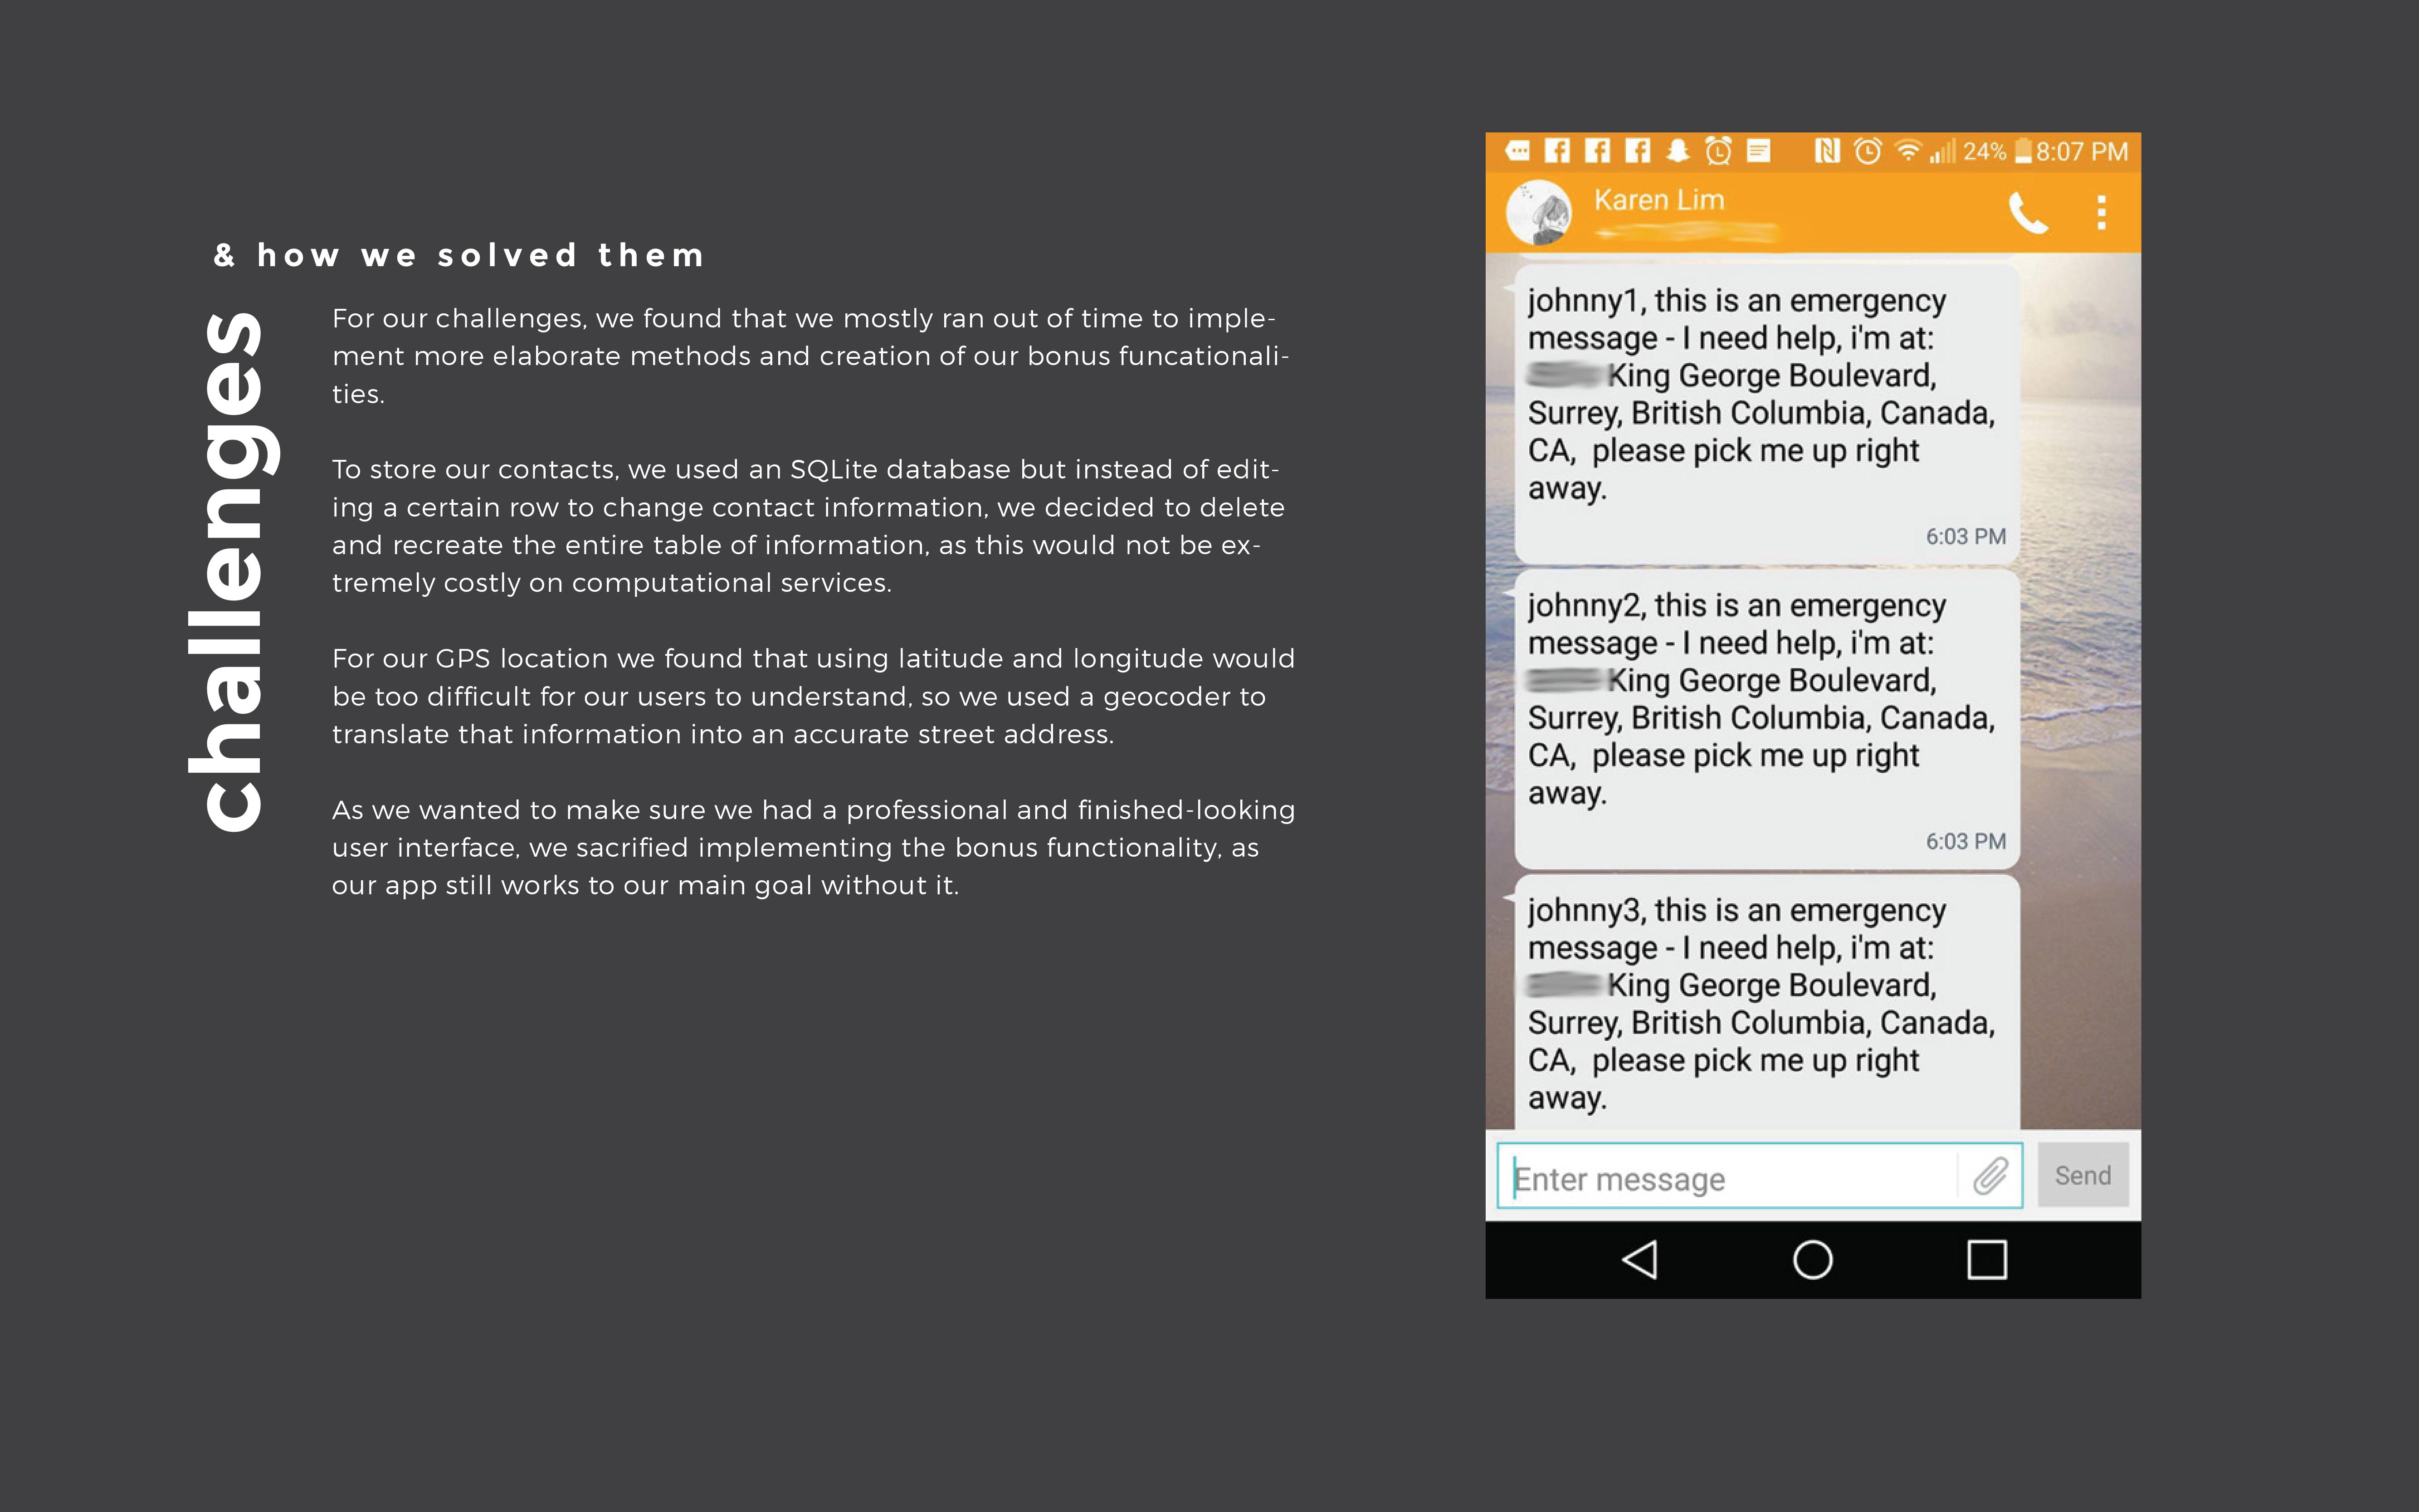 & how we solved them
challenges
For our challenges, we found that we mostly ran out of time to imple-
ment more elaborate methods and creation of our bonus funcationali-
ties.
To store our contacts, we used an SQLite database but instead of edit-
ing a certain row to change contact information, we decided to delete
and recreate the entire table of information, as this would not be ex-
tremely costly on computational services.
For our GPS location we found that using latitude and longitude would
be too difficult for our users to understand, so we used a geocoder to
translate that information into an accurate street address.
As we wanted to make sure we had a professional and finished-looking
user interface, we sacrified implementing the bonus functionality, as
our app still works to our main goal without it.
24% 8:07 PM
Karen Lim
johnny1, this is an emergency
message - I need help, i'm at:
King George Boulevard,
Surrey, British Columbia, Canada,
CA,  please pick me up right
away.
6:03 PM
johnny2, this is an emergency
message - I need help, i'm at:
King George Boulevard,
Surrey, British Columbia, Canada,
CA,  please pick me up right
away.
6:03 PM
johnny3, this is an emergency
message - I need help, i'm at:
King George Boulevard,
Surrey, British Columbia, Canada,
CA,  please pick me up right
away.
Enter message
Send